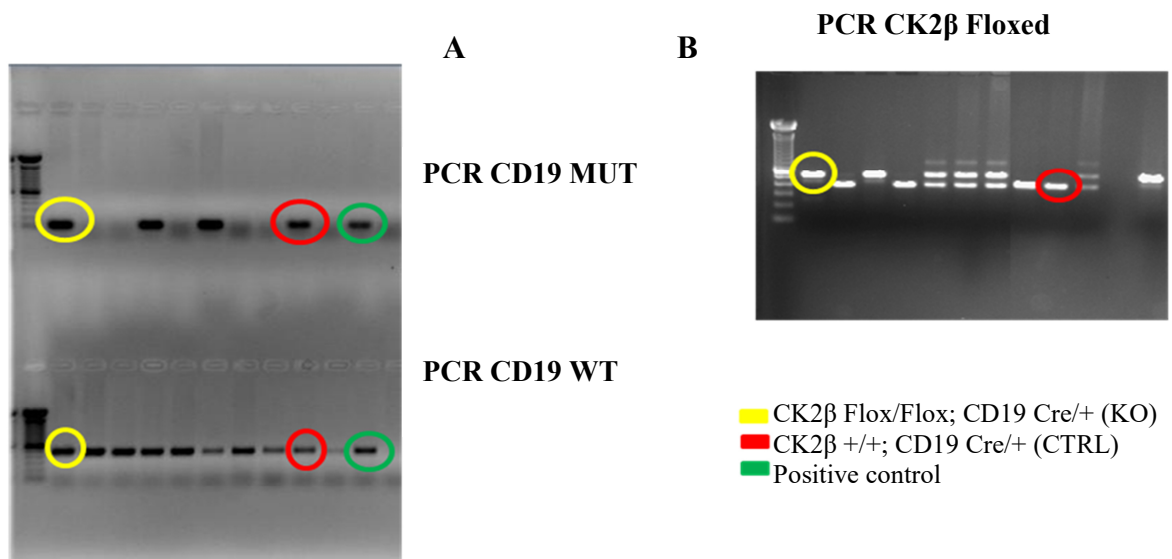 A
B
PCR CK2β Floxed
PCR CD19 MUT
PCR CD19 WT
CK2β Flox/Flox; CD19 Cre/+ (KO)
CK2β +/+; CD19 Cre/+ (CTRL)
Positive control